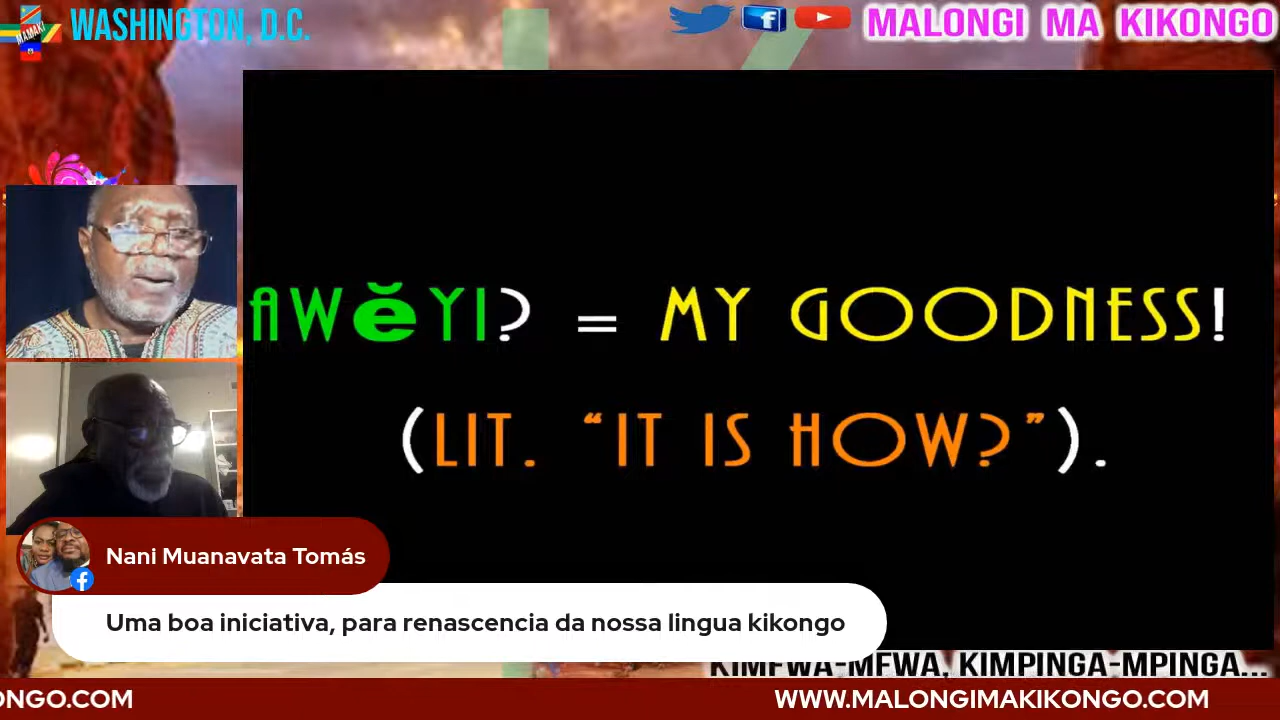 WASHINGTON, D.C.
MALONGI MA KIKONGO
AWĕYI? = MY GOODNESS!
(LIT. “IT IS HOW?”).
Nani Muanavata Tomás
Uma boa iniciativa, para renascencia da nossa lingua kikongo
KIMFWA-MFWA, KIMPINGA-MPINGA...
ONGO.COM WWW.MALONGIMAKIKONGO.COM